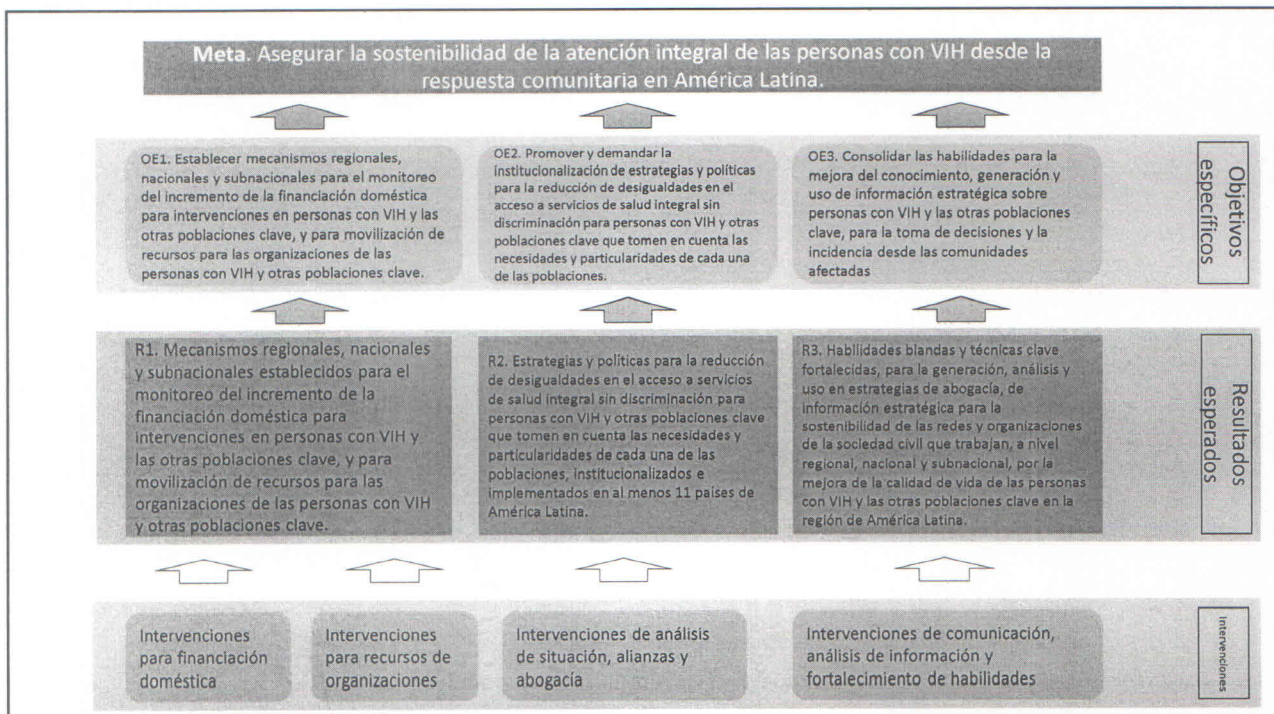 Meta. Asegurar la sostenibilidad de la atención integral de las personas con VIH desde la
respuesta comunitaria en América Latina.
OE1. Establecer mecanismos regionales,
nacionales y subnacionales para el monitoreo
del incremento de la financiación doméstica
para intervenciones en personas con VIH y las
otras poblaciones clave, y para movilización de
recursos para las organizaciones de las
personas con VIH y otras poblaciones clave.
OE2. Promover y demandar la
institucionalización de estrategias y políticas
para la reducción de desigualdades en el
acceso a servicios de salud integral sin
discriminación para personas con VIH y otras
poblaciones clave que tomen en cuenta las
necesidades y particularidades de cada una
de las poblaciones.
OE3. Consolidar las habilidades para la
mejora del conocimiento, generación y
uso de información estratégica sobre
personas con VIH y las otras poblaciones
clave, para la toma de decisiones y la
incidencia desde las comunidades
afectadas
Objetivos
específicos
R1. Mecanismos regionales, nacionales
y subnacionales establecidos para el
monitoreo del incremento de la
financiación doméstica para
intervenciones en personas con VIH y
las otras poblaciones clave, y para
movilización de recursos para las
organizaciones de las personas con VIH
y otras poblaciones clave.
R2. Estrategias y políticas para la reducción
de desigualdades en el acceso a servicios
de salud integral sin discriminación para
personas con VIH y otras poblaciones clave
que tomen en cuenta las necesidades y
particularidades de cada una de las
poblaciones, institucionalizados e
implementados en al menos 11 países de
América Latina.
R3. Habilidades blandas y técnicas clave
fortalecidas, para la generación, análisis y
uso en estrategias de abogacía, de
información estratégica para la
sostenibilidad de las redes y organizaciones
de la sociedad civil que trabajan, a nivel
regional, nacional y subnacional, por la
mejora de la calidad de vida de las personas
con VIH y las otras poblaciones clave en la
región de América Latina.
Resultados
esperados
Intervenciones
para financiación
doméstica
Intervenciones
para recursos de
organizaciones
Intervenciones de análisis
de situación, alianzas y
abogacía
Intervenciones de comunicación,
análisis de información y
fortalecimiento de habilidades
Intervenciones